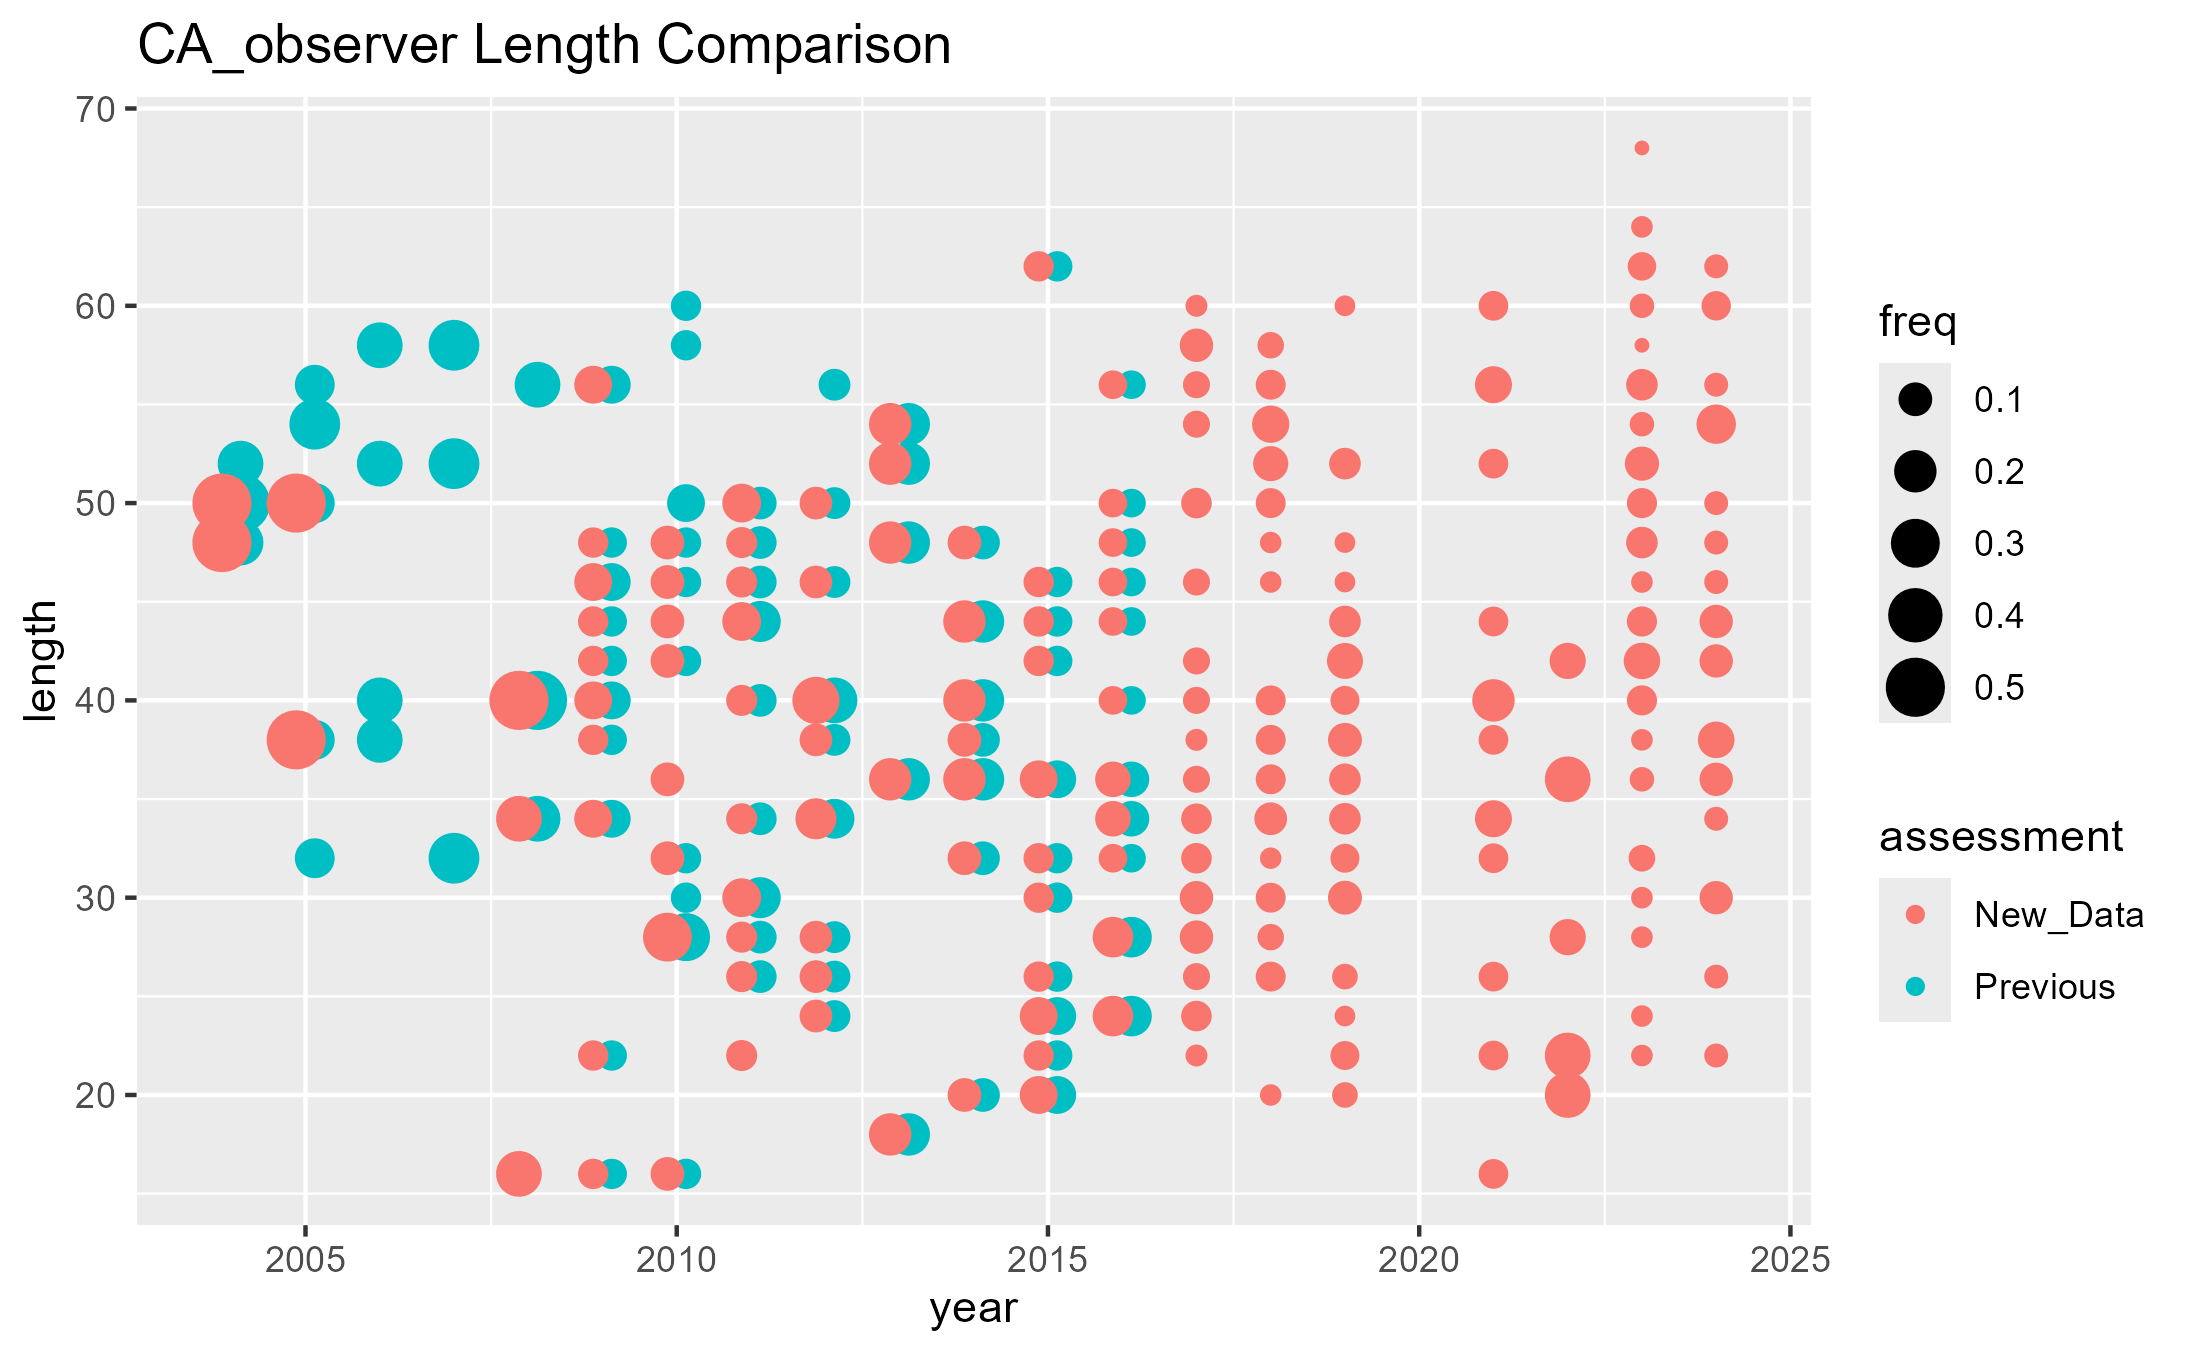 CA_observer Length Comparison
length
70
60
50
40
30
20
2005
2010
2015
2020
2025
year
freq
0.1
0.2
0.3
0.4
0.5
assessment
New_Data
Previous